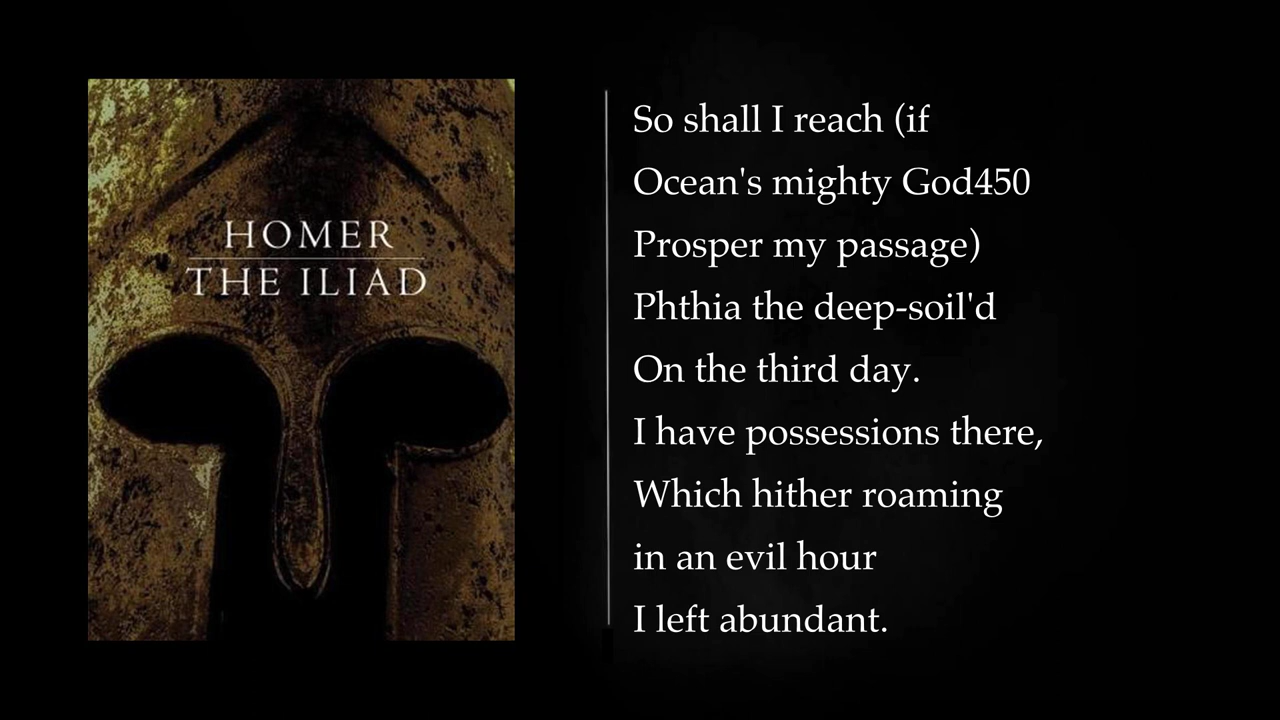 HOMER
THE ILIAD
So shall I reach (if
Ocean's mighty God450
Prosper my passage)
Phthia the deep-soil'd
On the third day.
I have possessions there,
Which hither roaming
in an evil hour
I left abundant.